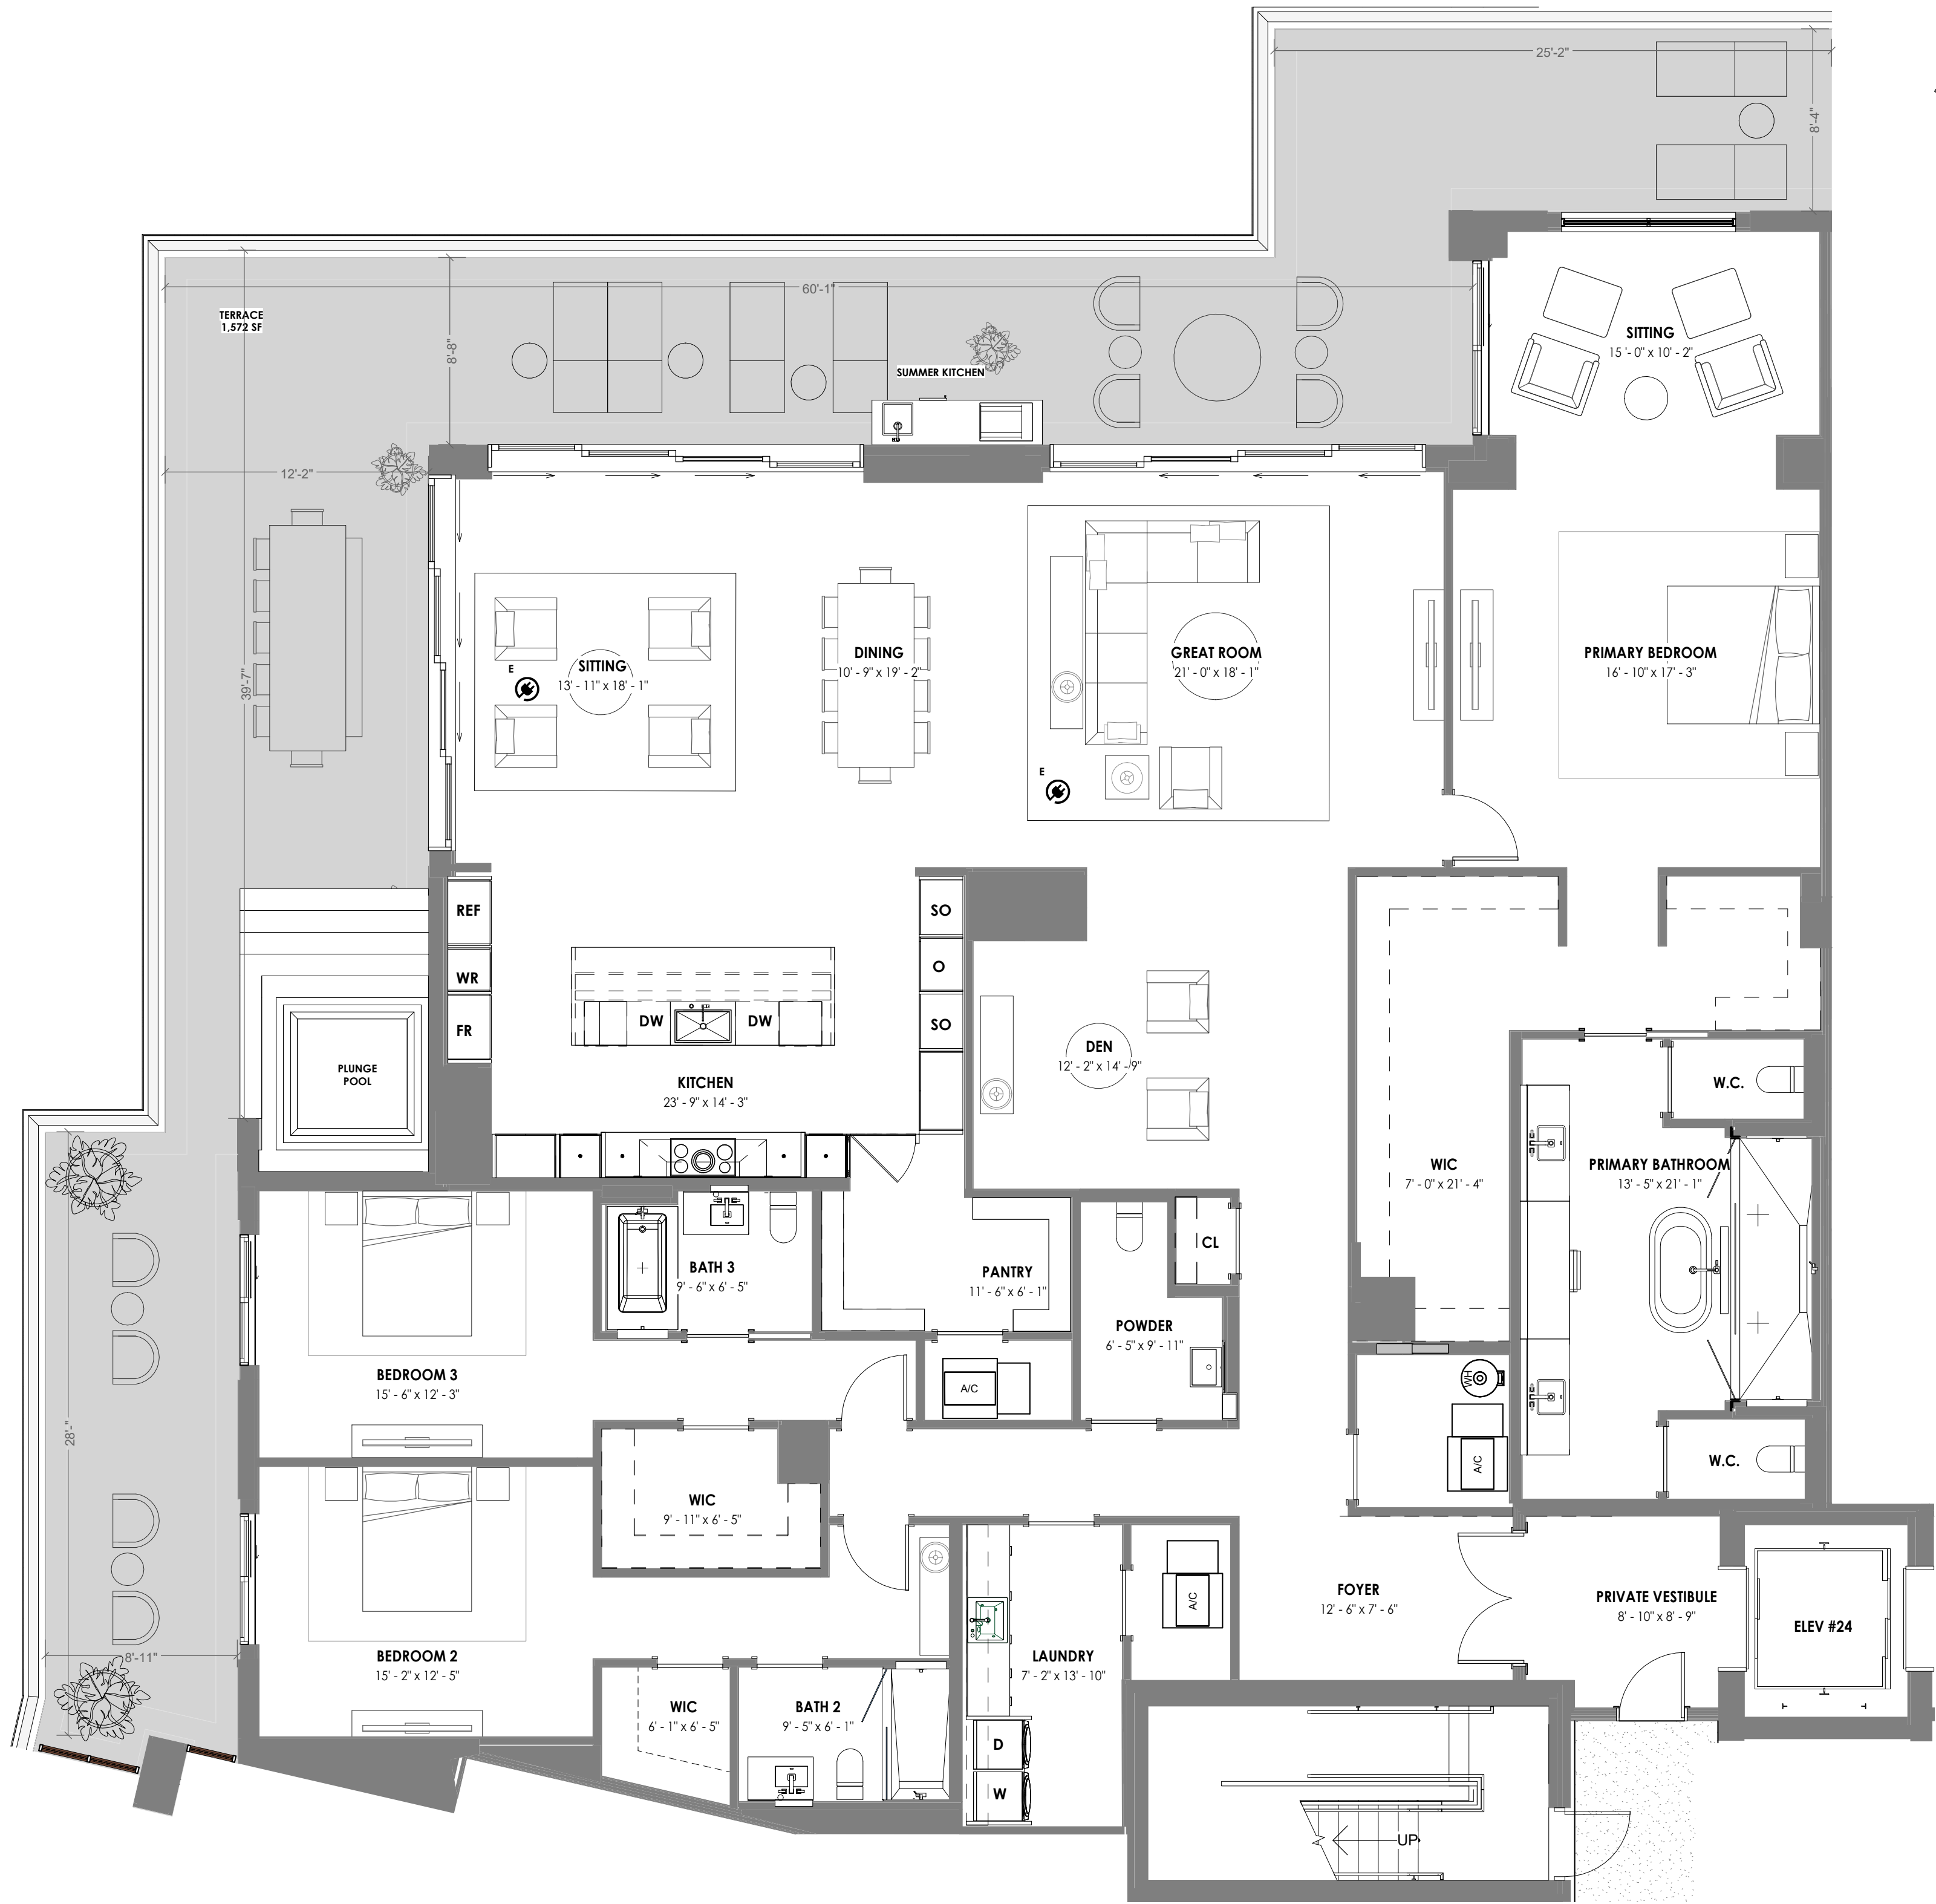 25'-2"
8'-4"
60'-1"
TERRACE
1,572 SF
8'-8"
SUMMER KITCHEN
SITTING
15 '- 0" x 10' - 2"
12'-2"
39'-7"
SITTING
13' - 11" x 18' - 1"
E
DINING
10' - 9" x 19' - 2"
GREAT ROOM
21' - 0" x 18' - 1"
E
PRIMARY BEDROOM
16' - 10" x 17' - 3"
REF
WR
FR
DW
DW
SO
O
SO
KITCHEN
23' - 9" x 14' - 3"
PLUNGE
POOL
DEN
12' - 2" x 14' - 9"
W.C.
WIC
7' - 0" x 21' - 4"
PRIMARY BATHROOM
13' - 5" x 21' - 1"
CL
BATH 3
9' - 6" x 6' - 5"
PANTRY
11' - 6" x 6' - 1"
POWDER
6' - 5" x 9' - 11"
BEDROOM 3
15' - 6" x 12' - 3"
A/C
WH
A/C
W.C.
28'-"
WIC
9' - 11" x 6' - 5"
8'-11"
BEDROOM 2
15' - 2" x 12' - 5"
A/C
FOYER
12' - 6" x 7' - 6"
PRIVATE VESTIBULE
8' - 10" x 8' - 9"
ELEV #24
LAUNDRY
7' - 2" x 13' - 10"
WIC
6' - 1" x 6' - 5"
BATH 2
9' - 5" x 6' - 1"
D
W
UP